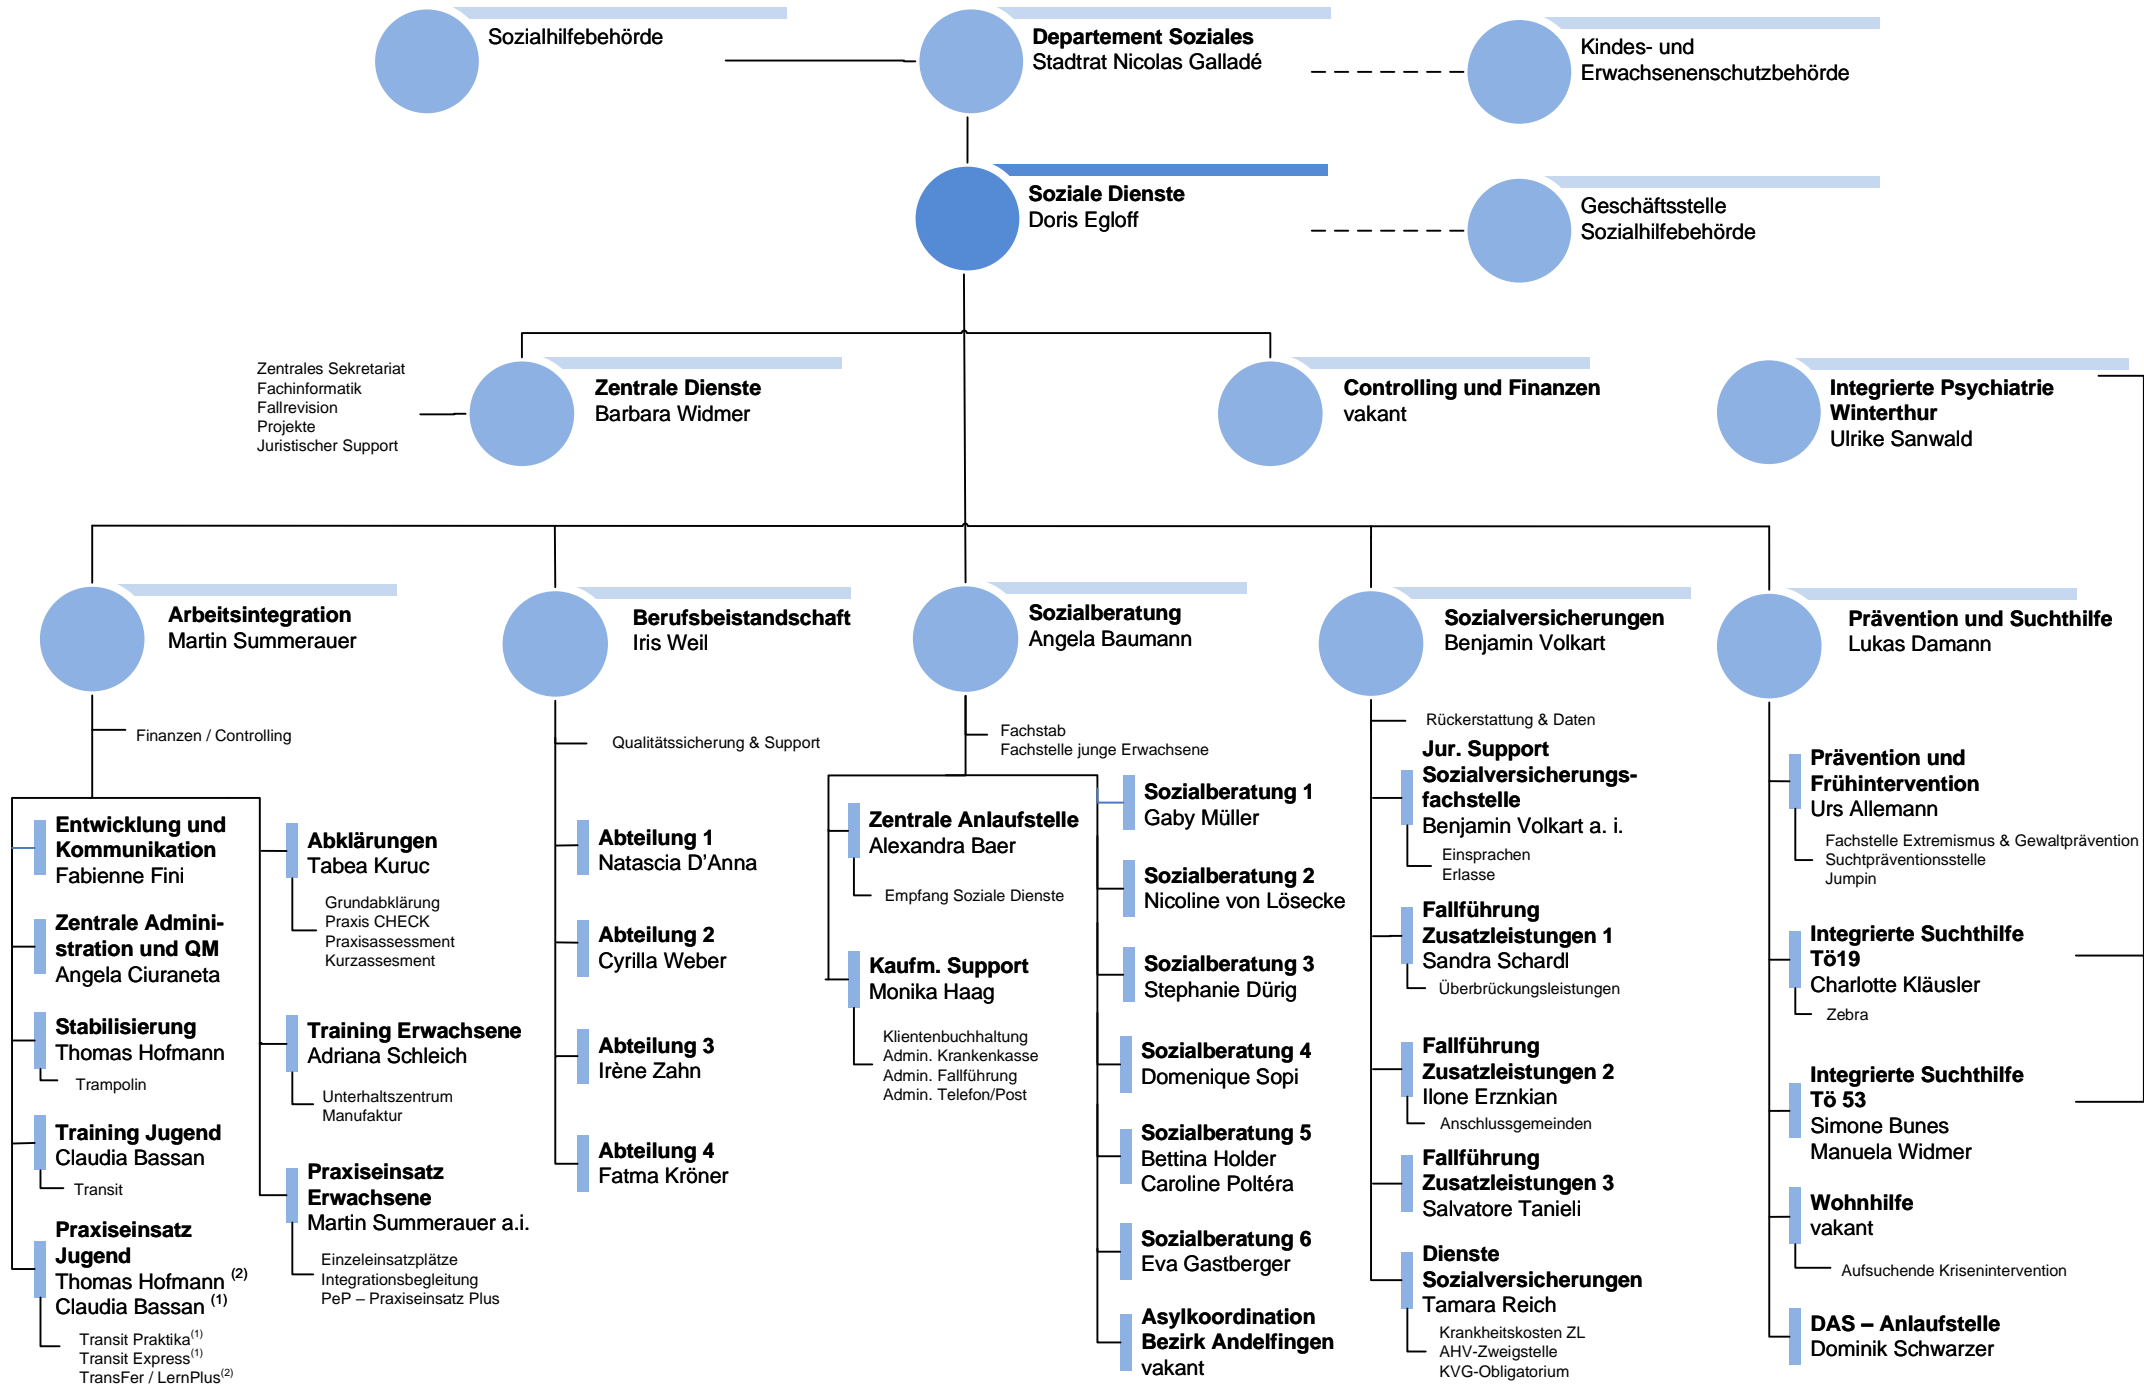 Sozialhilfebehörde
Departement Soziales
Stadtrat Nicolas Galladé
Kindes- und
Erwachsenenschutzbehörde
Soziale Dienste
Doris Egloff
Geschäftsstelle
Sozialhilfebehörde
Zentrales Sekretariat
Fachinformatik
Fallrevision
Projekte
Juristischer Support
Zentrale Dienste
Barbara Widmer
Controlling und Finanzen
vakant
Integrierte Psychiatrie
Winterthur
Ulrike Sanwald
Arbeitsintegration
Martin Summerauer
Finanzen / Controlling
Entwicklung und
Kommunikation
Fabienne Fini
Zentrale Admini-
stration und QM
Angela Ciuraneta
Stabilisierung
Thomas Hofmann
Trampolin
Training Jugend
Claudia Bassan
Transit
Praxiseinsatz
Jugend
Thomas Hofmann (2)
Claudia Bassan (1)
Transit Praktika(1)
Transit Express(1)
TransFer / LernPlus(2)
Abklärungen
Tabea Kuruc
Grundabklärung
Praxis CHECK
Praxisassessment
Kurzassesment
Training Erwachsene
Adriana Schleich
Unterhaltszentrum
Manufaktur
Praxiseinsatz
Erwachsene
Martin Summerauer a.i.
Einzeleinsatzplätze
Integrationsbegleitung
PeP – Praxiseinsatz Plus
Berufsbeistandschaft
Iris Weil
Qualitätssicherung & Support
Abteilung 1
Natascia D'Anna
Abteilung 2
Cyrilla Weber
Abteilung 3
Irène Zahn
Abteilung 4
Fatma Kröner
Sozialberatung
Angela Baumann
Fachstab
Fachstelle junge Erwachsene
Zentrale Anlaufstelle
Alexandra Baer
Empfang Soziale Dienste
Kaufm. Support
Monika Haag
Klientenbuchhaltung
Admin. Krankenkasse
Admin. Fallführung
Admin. Telefon/Post
Sozialberatung 1
Gaby Müller
Sozialberatung 2
Nicoline von Lösecke
Sozialberatung 3
Stephanie Dürig
Sozialberatung 4
Domenique Sopi
Sozialberatung 5
Bettina Holder
Caroline Poltéra
Sozialberatung 6
Eva Gastberger
Asylkoordination
Bezirk Andelfingen
vakant
Sozialversicherungen
Benjamin Volkart
Rückerstattung & Daten
Jur. Support
Sozialversicherungs-
fachstelle
Benjamin Volkart a. i.
Einsprachen
Erlasse
Fallführung
Zusatzleistungen 1
Sandra Schardl
Überbrückungsleistungen
Fallführung
Zusatzleistungen 2
Ilone Erznkian
Anschlussgemeinden
Fallführung
Zusatzleistungen 3
Salvatore Tanieli
Dienste
Sozialversicherungen
Tamara Reich
Krankheitskosten ZL
AHV-Zweigstelle
KVG-Obligatorium
Prävention und Suchthilfe
Lukas Damann
Prävention und
Frühintervention
Urs Allemann
Fachstelle Extremismus & Gewaltprävention
Suchtpräventionsstelle
Jumpin
Integrierte Suchthilfe
Tö19
Charlotte Kläusler
Zebra
Integrierte Suchthilfe
Tö 53
Simone Bunes
Manuela Widmer
Wohnhilfe
vakant
Aufsuchende Krisenintervention
DAS – Anlaufstelle
Dominik Schwarzer